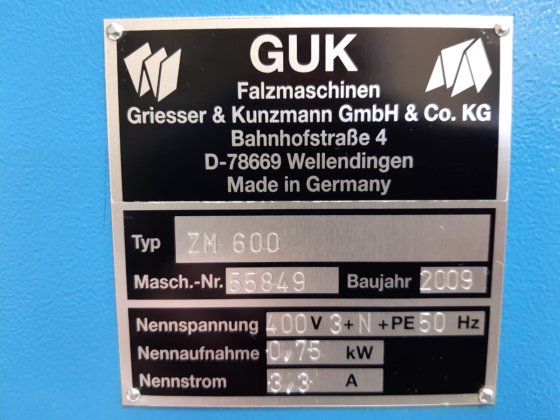 GUK
Falzmaschinen
Griesser & Kunzmann GmbH & Co. KG
Bahnhofstraße 4
D-78669 Wellendingen
Made in Germany
Typ ZM 600
Masch.-Nr. 55849 Baujahr 2009
Nennspannung 400 V 3+N+PE 50 Hz
Nennaufnahme 0,75 kW
Nennstrom 3,3 A